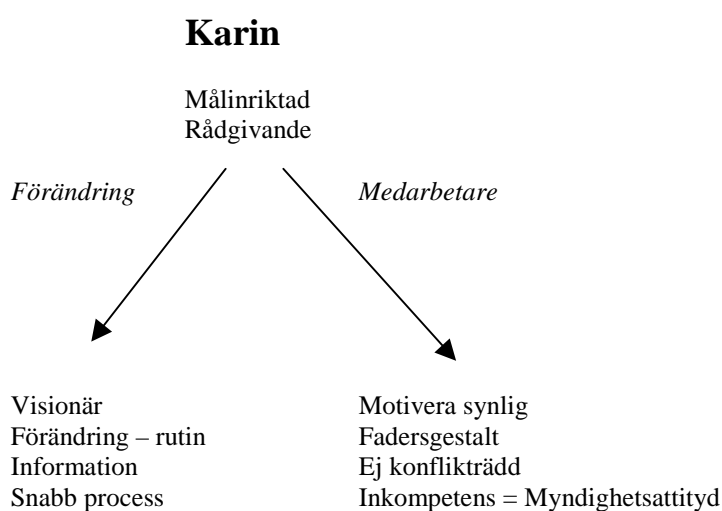 Karin
Målinriktad
Rådgivande
Förändring
Medarbetare
Visionär
Förändring – rutin
Information
Snabb process
Motivera synlig
Fadersgestalt
Ej konflikträdd
Inkompetens = Myndighetsattityd